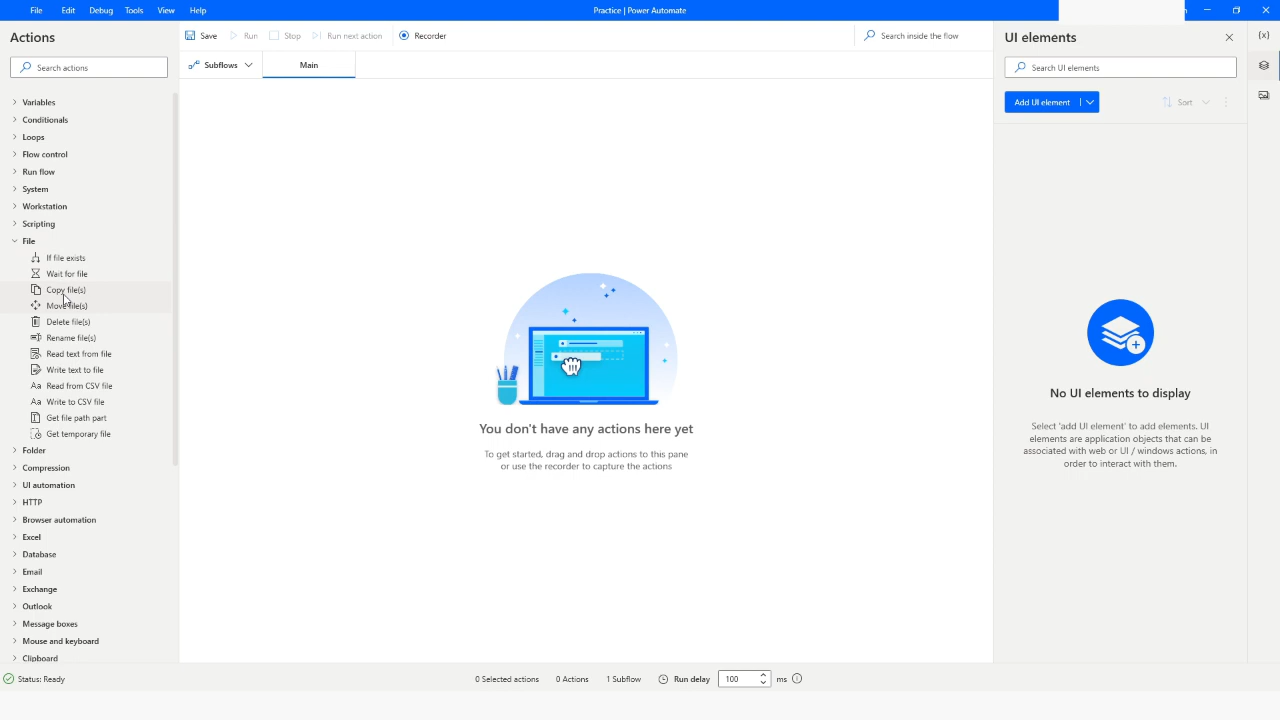 File Edit Debug Tools View Help
Practice | Power Automate
Actions
Search actions
Variables
Conditionals
Loops
Flow control
Run flow
System
Workstation
Scripting
File
If file exists
Wait for file
Copy file(s)
Move file(s)
Delete file(s)
Rename file(s)
Read text from file
Write text to file
Aa Read from CSV file
Aa Write to CSV file
Get file path part
Get temporary file
Folder
Compression
UI automation
HTTP
Browser automation
Excel
Database
Email
Exchange
Outlook
Message boxes
Mouse and keyboard
Clipboard
Save Run Stop Run next action Recorder
Search inside the flow
Subflows Main
You don't have any actions here yet
To get started, drag and drop actions to this pane
or use the recorder to capture the actions
UI elements
Search UI elements
Add UI element
Sort
{x}
No UI elements to display
Select 'add UI element' to add elements. UI
elements are application objects that can be
associated with web or UI / windows actions, in
order to interact with them.
Status: Ready
0 Selected actions 0 Actions 1 Subflow Run delay 100 ms